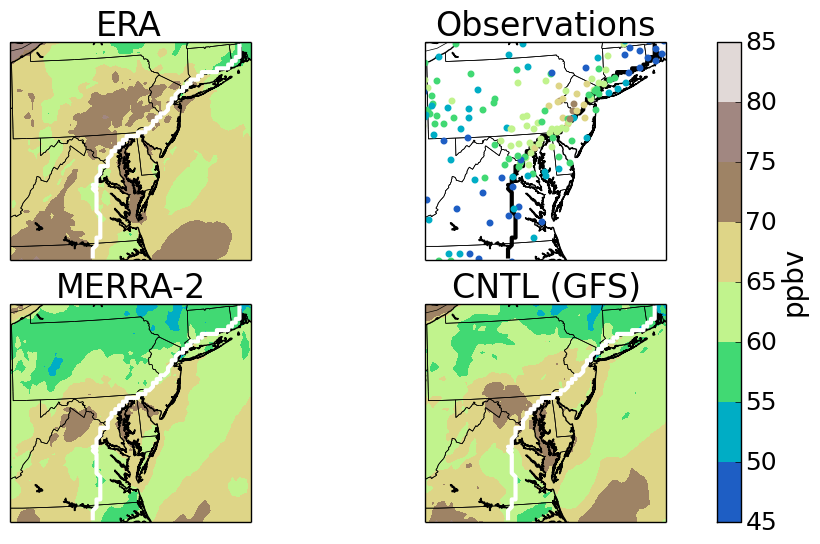 ERA
Observations
MERRA-2
CNTL (GFS)
85
80
75
70
65
60
55
50
45
ppbv